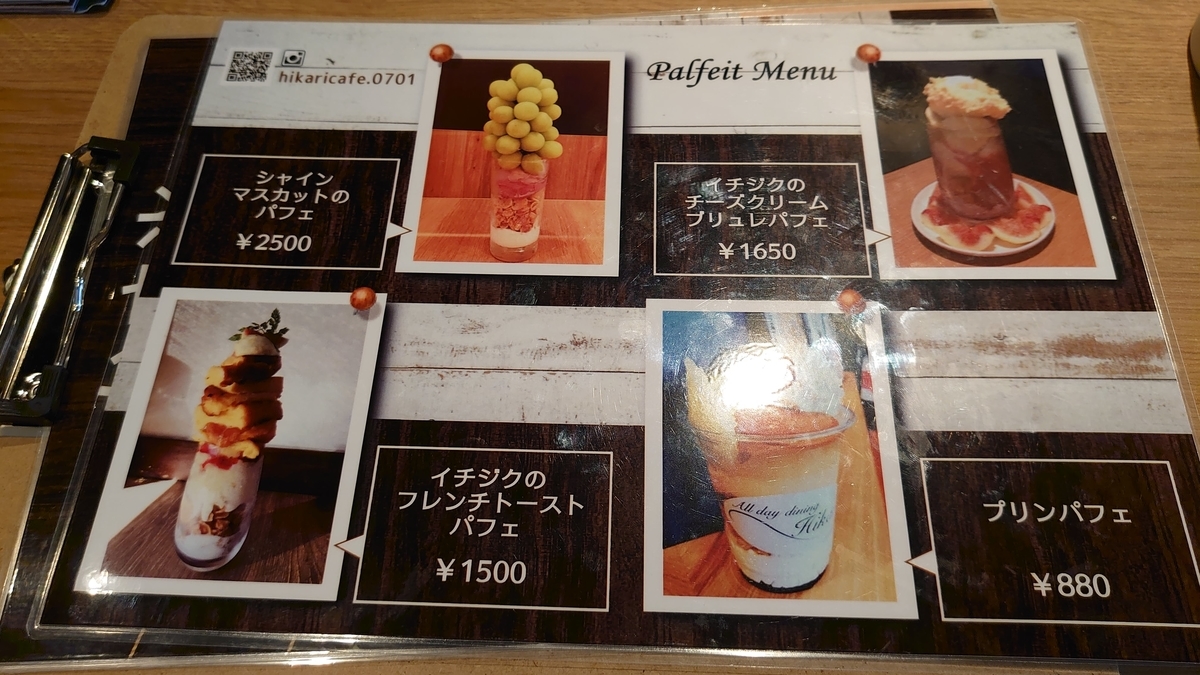 hikaricafe.0701
Palfeit Menu
シャイン
マスカットの
パフェ
￥2500
イチジクの
チーズクリーム
ブリュレパフェ
￥1650
イチジクの
フレンチトースト
パフェ
￥1500
All day dining
プリンパフェ
￥880